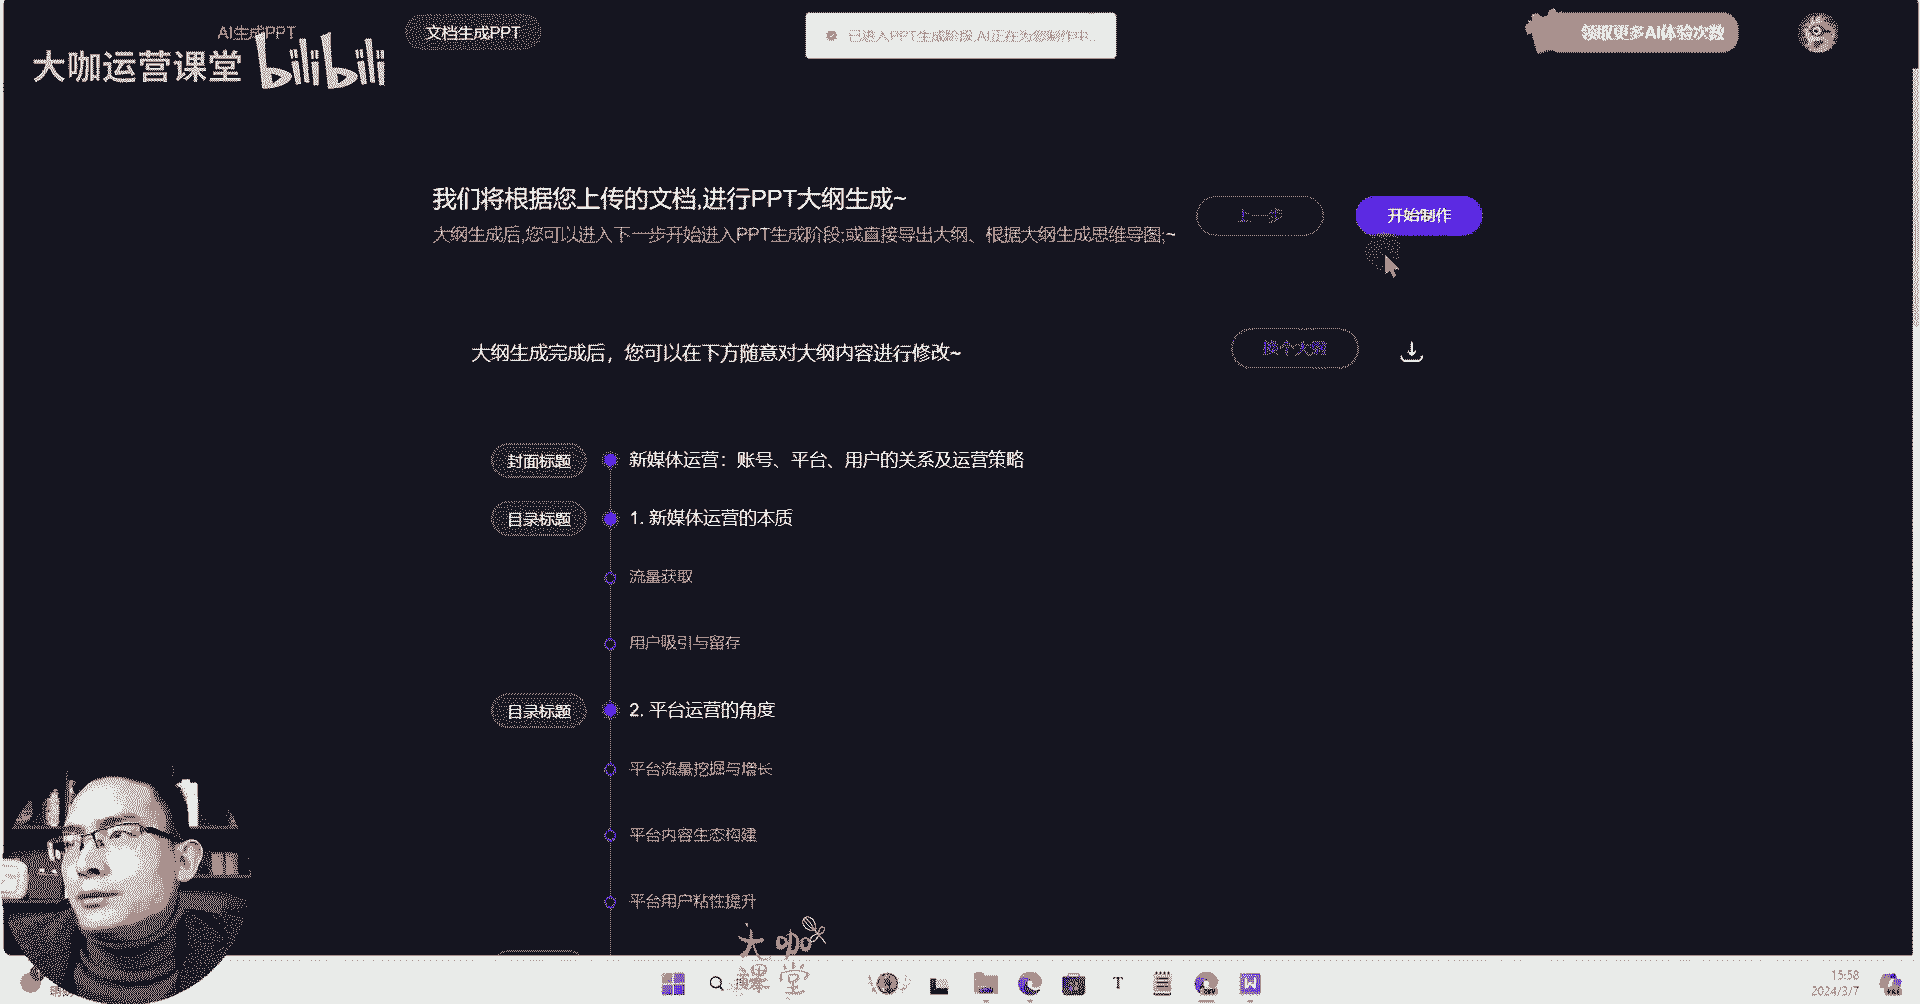 AI生成PPT
文档生成PPT
已进入PPT生成阶段,AI正在为您制作中...
领取更多AI体验次数
大咖运营课堂 bilibili
我们将根据您上传的文档,进行PPT大纲生成~
大纲生成后,您可以进入下一步开始进入PPT生成阶段;或直接导出大纲、根据大纲生成思维导图;~
上一步
开始制作
大纲生成完成后，您可以在下方随意对大纲内容进行修改~
换个大纲
封面标题
新媒体运营：账号、平台、用户的关系及运营策略
目录标题
1. 新媒体运营的本质
流量获取
用户吸引与留存
目录标题
2. 平台运营的角度
平台流量挖掘与增长
平台内容生态构建
平台用户粘性提升
大咖
课堂
15:58
2024/3/7